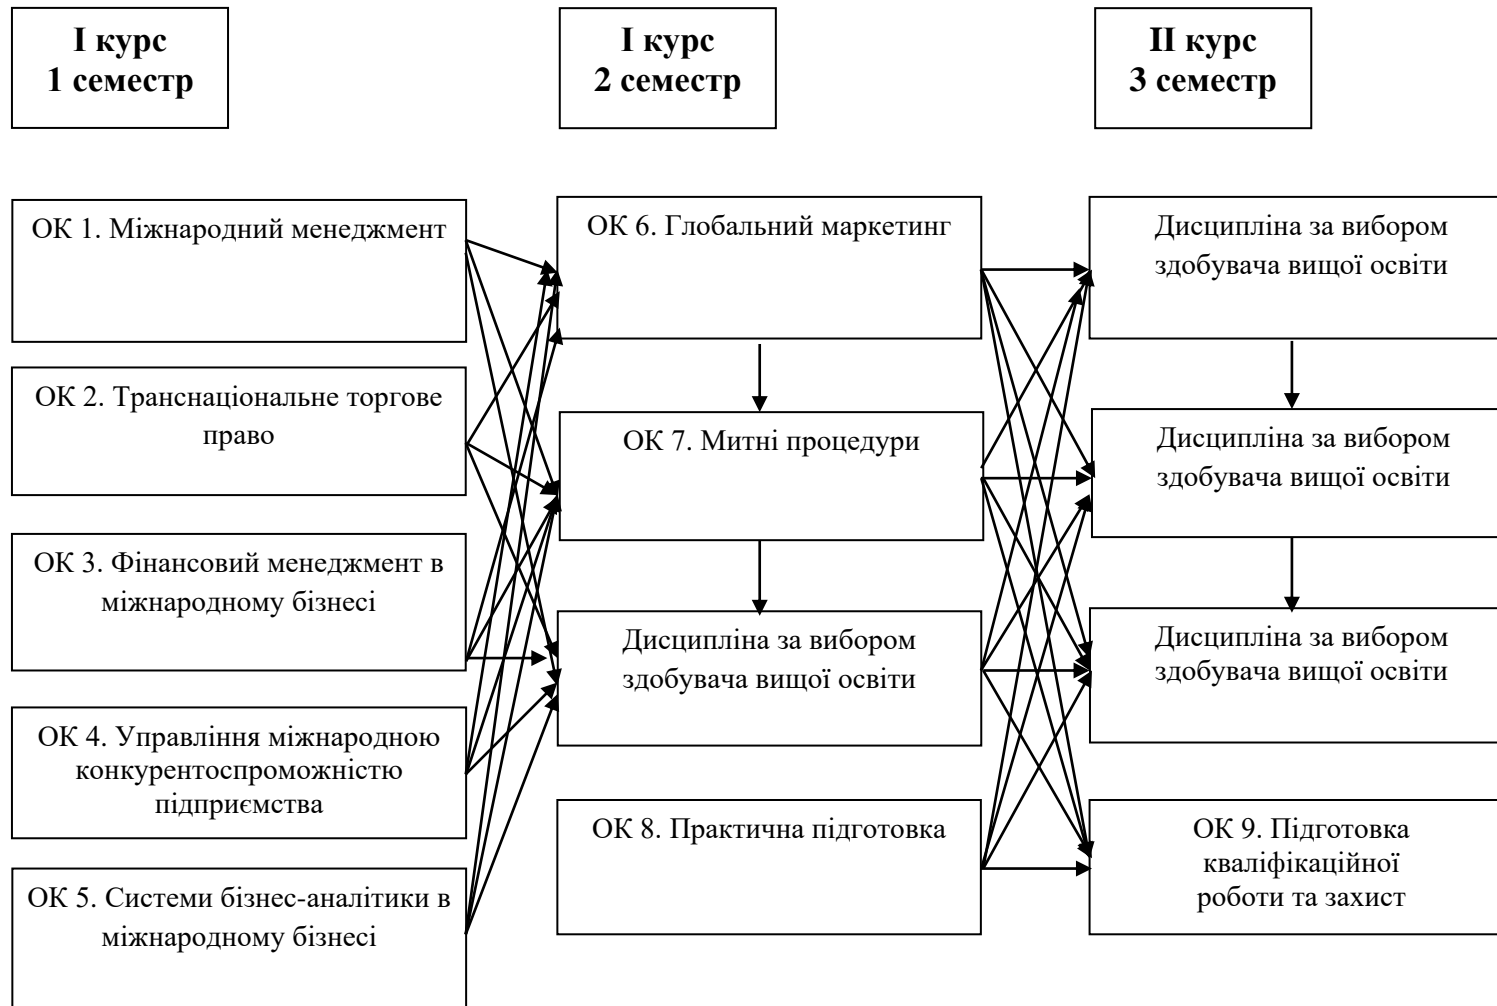 I курс
1 семестр
I курс
2 семестр
II курс
3 семестр
ОК 1. Міжнародний менеджмент
ОК 2. Транснаціональне торгове
право
ОК 3. Фінансовий менеджмент в
міжнародному бізнесі
ОК 4. Управління міжнародною
конкурентоспроможністю
підприємства
ОК 5. Системи бізнес-аналітики в
міжнародному бізнесі
ОК 6. Глобальний маркетинг
ОК 7. Митні процедури
Дисципліна за вибором
здобувача вищої освіти
ОК 8. Практична підготовка
Дисципліна за вибором
здобувача вищої освіти
Дисципліна за вибором
здобувача вищої освіти
Дисципліна за вибором
здобувача вищої освіти
ОК 9. Підготовка
кваліфікаційної
роботи та захист